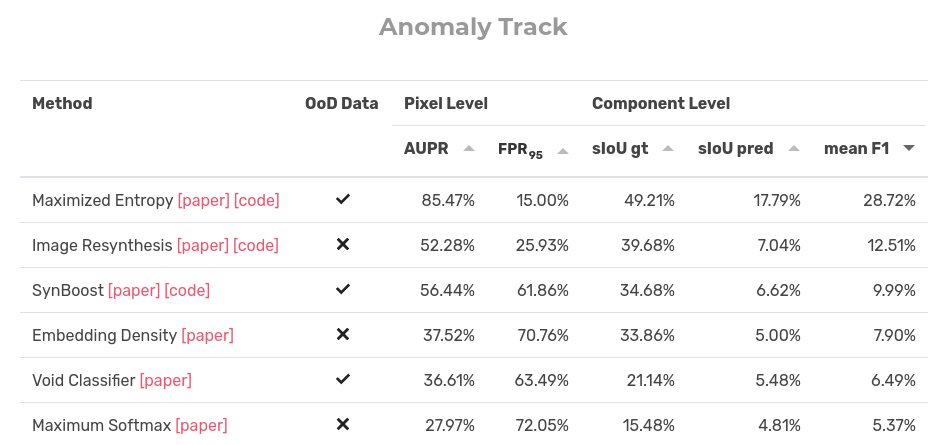 Anomaly Track
Method OoD Data Pixel Level Component Level
AUPR FPR95 sIoU gt sIoU pred mean F1
Maximized Entropy [paper] [code] ✓ 85.47% 15.00% 49.21% 17.79% 28.72%
Image Resynthesis [paper] [code] ✗ 52.28% 25.93% 39.68% 7.04% 12.51%
SynBoost [paper] [code] ✓ 56.44% 61.86% 34.68% 6.62% 9.99%
Embedding Density [paper] ✗ 37.52% 70.76% 33.86% 5.00% 7.90%
Void Classifier [paper] ✓ 36.61% 63.49% 21.14% 5.48% 6.49%
Maximum Softmax [paper] ✗ 27.97% 72.05% 15.48% 4.81% 5.37%